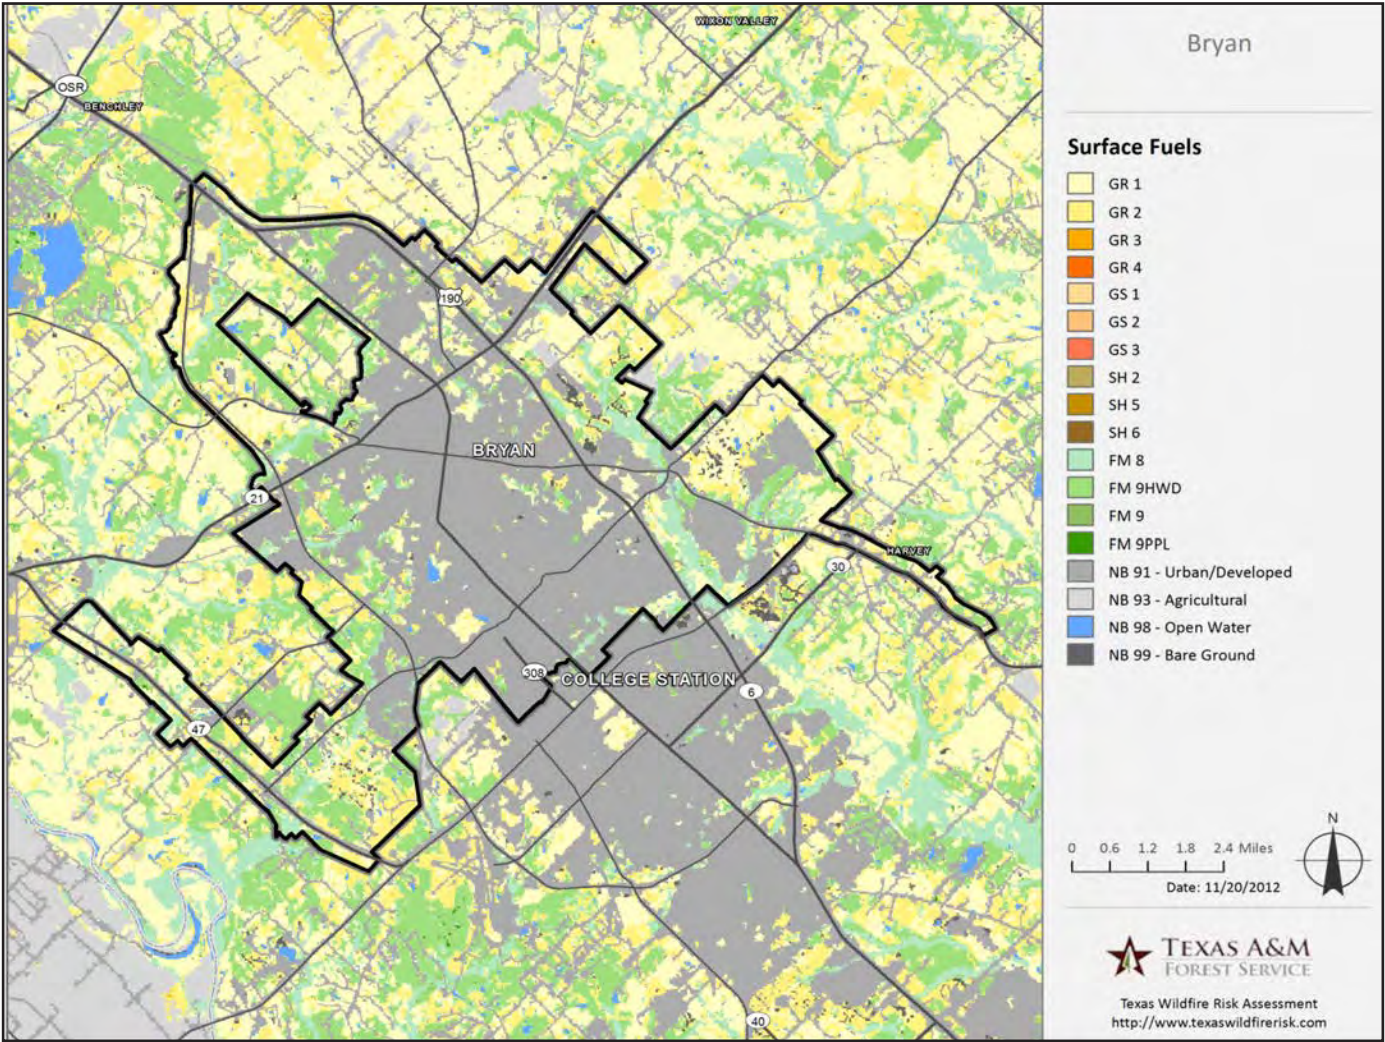 WIXON VALLEY
OSR
BENCHLEY
190
BRYAN
21
HARVEY
30
308
COLLEGE STATION
6
47
40
Bryan
Surface Fuels
GR 1
GR 2
GR 3
GR 4
GS 1
GS 2
GS 3
SH 2
SH 5
SH 6
FM 8
FM 9HWD
FM 9
FM 9PPL
NB 91 - Urban/Developed
NB 93 - Agricultural
NB 98 - Open Water
NB 99 - Bare Ground
N
0 0.6 1.2 1.8 2.4 Miles
Date: 11/20/2012
TEXAS A&M
FOREST SERVICE
Texas Wildfire Risk Assessment
http://www.texaswildfirerisk.com